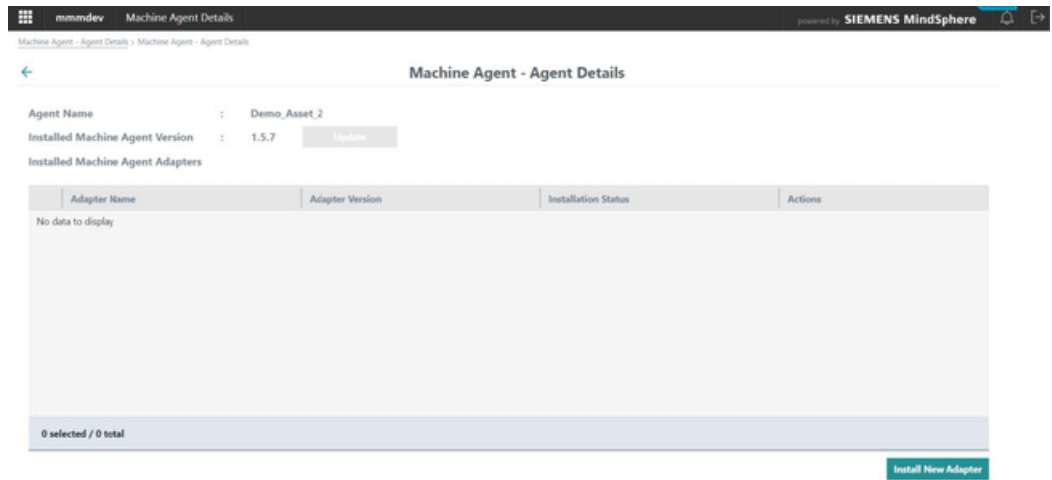 mmmdev Machine Agent Details powered by SIEMENS MindSphere
Machine Agent - Agent Details > Machine Agent - Agent Details
Machine Agent - Agent Details
Agent Name : Demo_Asset_2
Installed Machine Agent Version : 1.5.7 Update
Installed Machine Agent Adapters
Adapter Name Adapter Version Installation Status Actions
No data to display
0 selected / 0 total
Install New Adapter